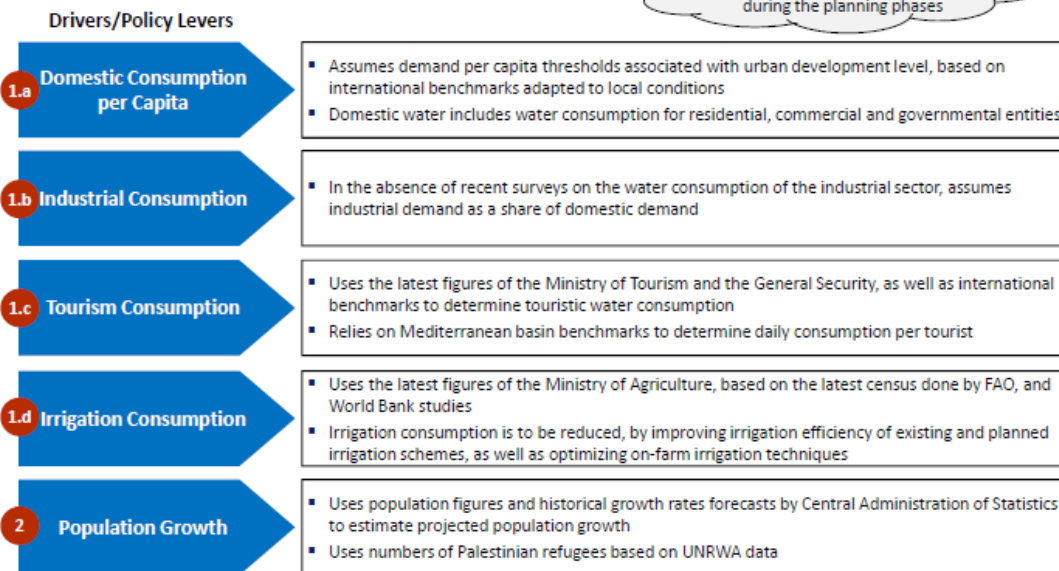 during the planning phases
Drivers/Policy Levers
1.a
Domestic Consumption
per Capita
▪ Assumes demand per capita thresholds associated with urban development level, based on
international benchmarks adapted to local conditions
▪ Domestic water includes water consumption for residential, commercial and governmental entities
1.b
Industrial Consumption
▪ In the absence of recent surveys on the water consumption of the industrial sector, assumes
industrial demand as a share of domestic demand
1.c
Tourism Consumption
▪ Uses the latest figures of the Ministry of Tourism and the General Security, as well as international
benchmarks to determine touristic water consumption
▪ Relies on Mediterranean basin benchmarks to determine daily consumption per tourist
1.d
Irrigation Consumption
▪ Uses the latest figures of the Ministry of Agriculture, based on the latest census done by FAO, and
World Bank studies
▪ Irrigation consumption is to be reduced, by improving irrigation efficiency of existing and planned
irrigation schemes, as well as optimizing on-farm irrigation techniques
2
Population Growth
▪ Uses population figures and historical growth rates forecasts by Central Administration of Statistics
to estimate projected population growth
▪ Uses numbers of Palestinian refugees based on UNRWA data